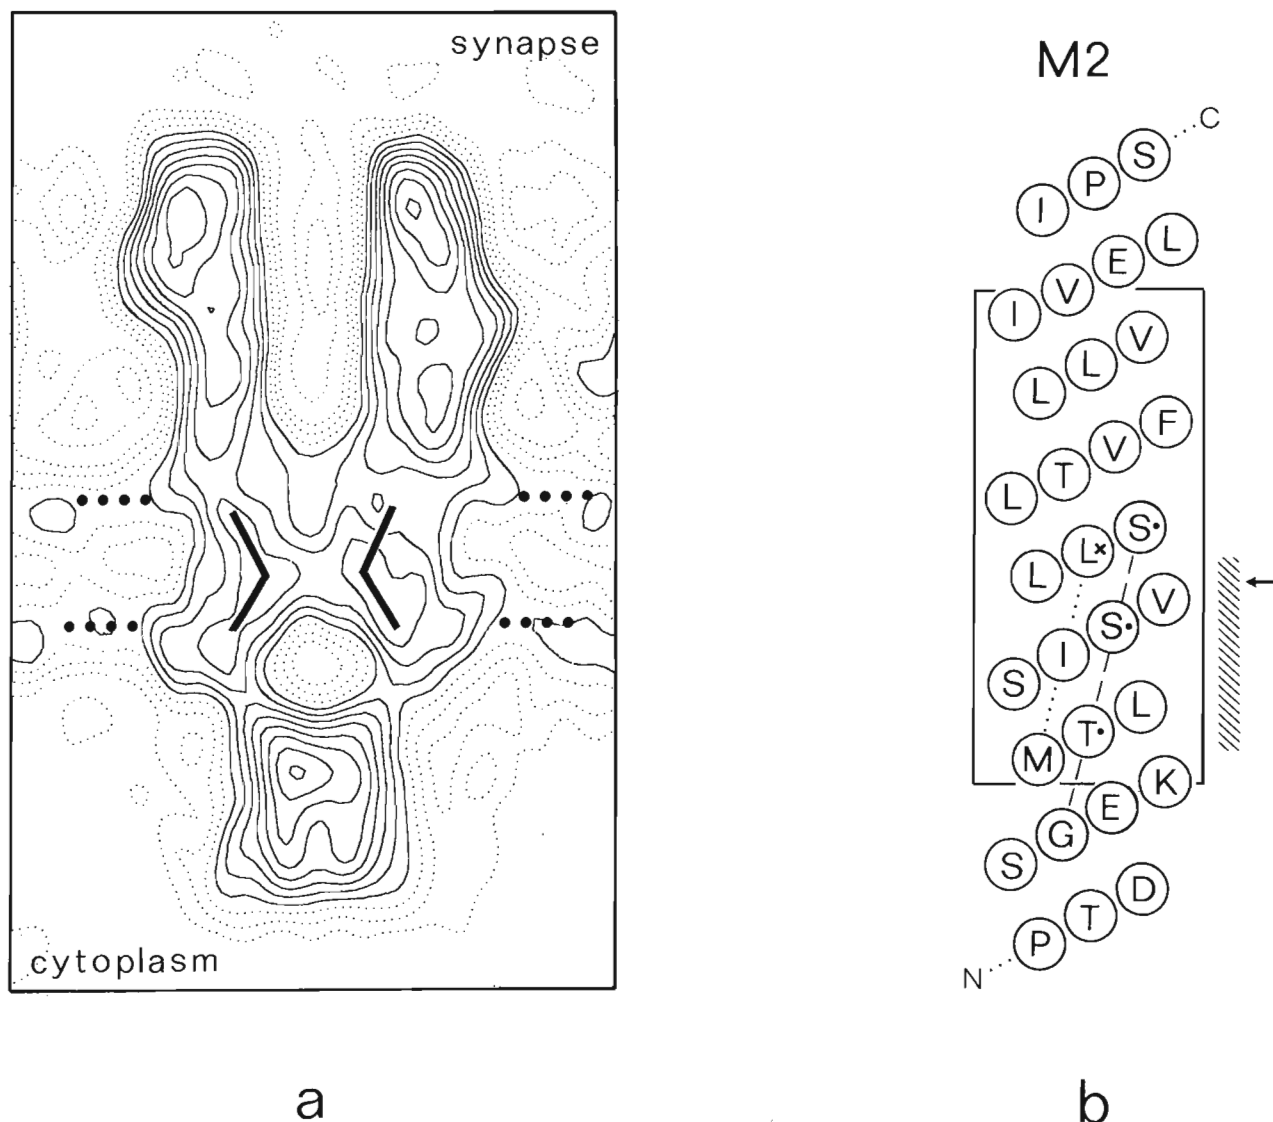 synapse
cytoplasm
a
M2
C
I P S
I V E L
L L V
L T V F
L L× S•
S I S• V
M T• L
S G E K
P T D
N
b